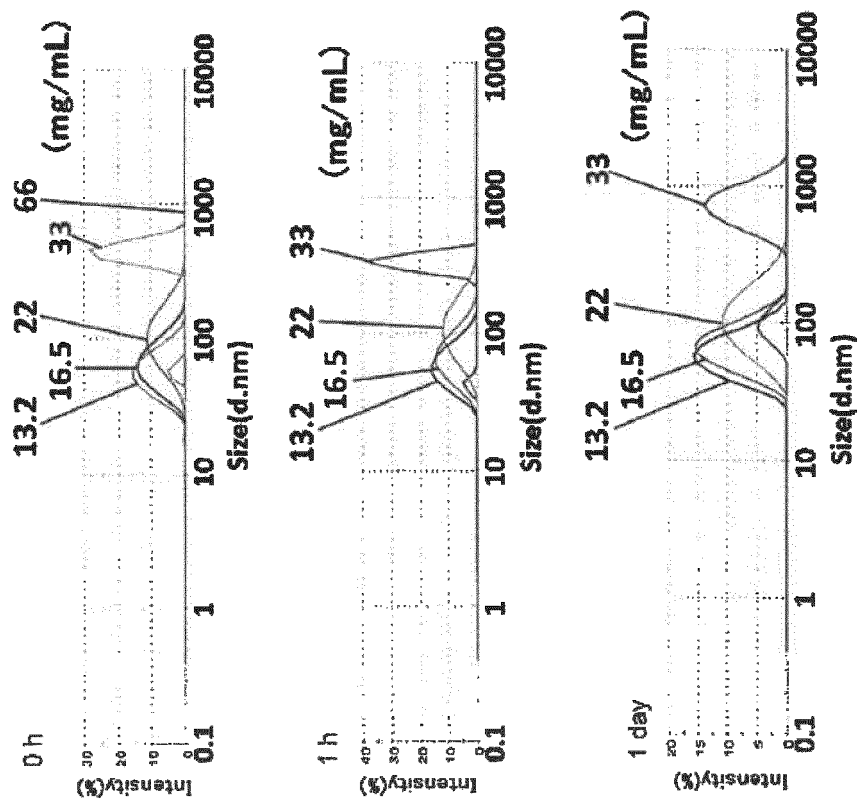 0 h
13.2 16.5 22 33 66 (mg/mL)
30
20
10
0
Intensity(%)
0.1 1 10 100 1000 10000
Size(d.nm)
1 h
13.2 16.5 22 33 (mg/mL)
40
30
20
10
0
Intensity(%)
0.1 1 10 100 1000 10000
Size(d.nm)
1 day
13.2 16.5 22 33 (mg/mL)
20
15
10
5
0
Intensity(%)
0.1 1 10 100 1000 10000
Size(d.nm)